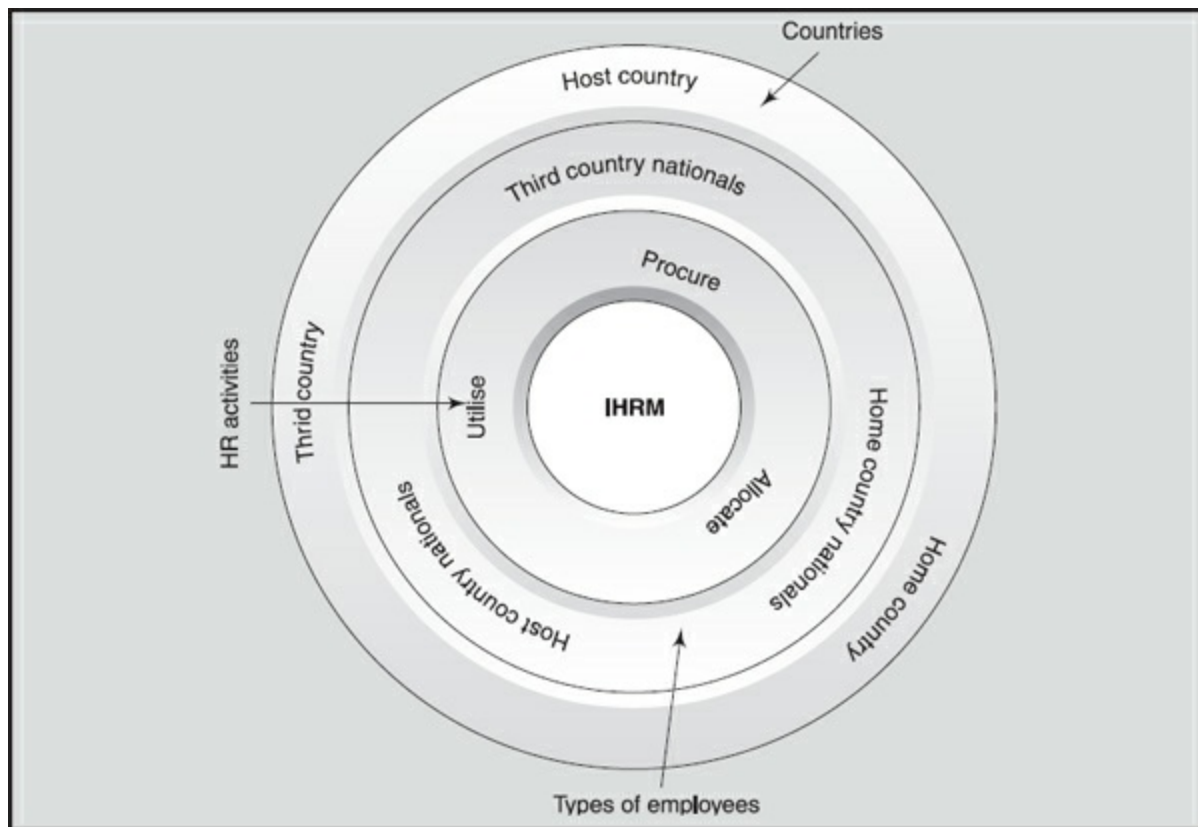 Countries
Host country
Third country nationals
Procure
HR activities
Thrid country
Utilise
IHRM
Allocate
Home country nationals
Host country nationals
Home country
Types of employees